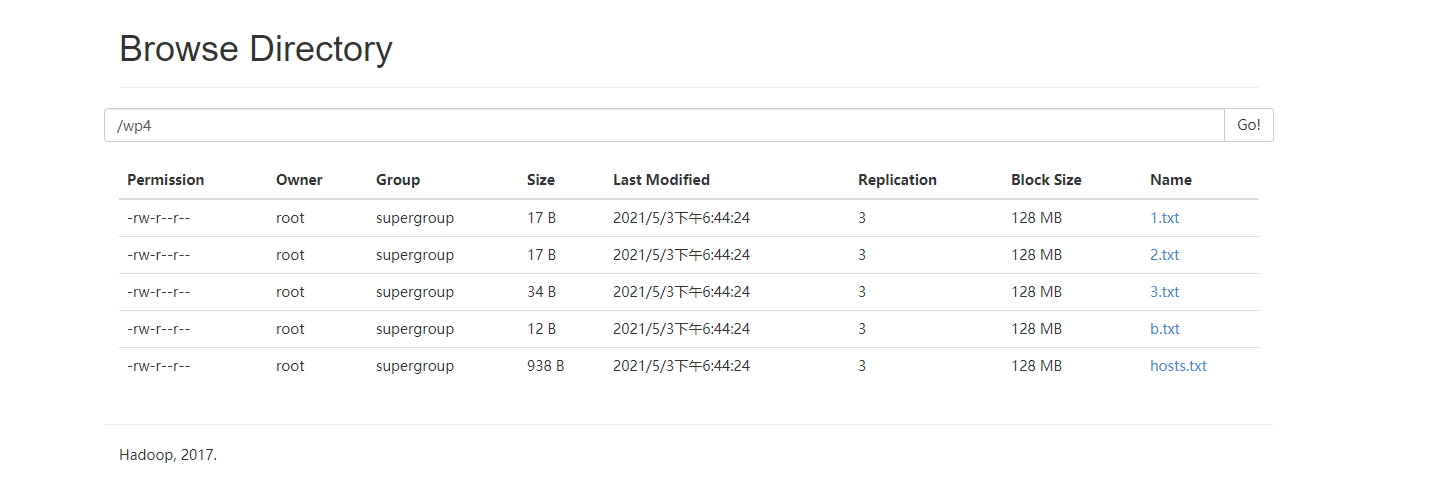 Browse Directory
/wp4 Go!
Permission Owner Group Size Last Modified Replication Block Size Name
-rw-r--r-- root supergroup 17 B 2021/5/3下午6:44:24 3 128 MB 1.txt
-rw-r--r-- root supergroup 17 B 2021/5/3下午6:44:24 3 128 MB 2.txt
-rw-r--r-- root supergroup 34 B 2021/5/3下午6:44:24 3 128 MB 3.txt
-rw-r--r-- root supergroup 12 B 2021/5/3下午6:44:24 3 128 MB b.txt
-rw-r--r-- root supergroup 938 B 2021/5/3下午6:44:24 3 128 MB hosts.txt
Hadoop, 2017.